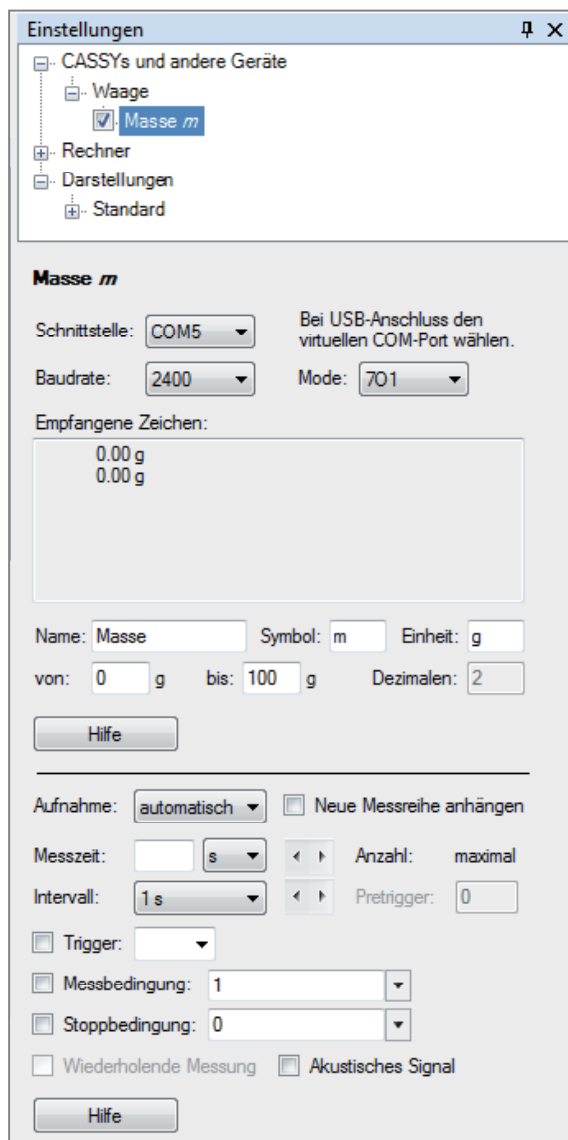 Einstellungen
CASSYs und andere Geräte
Waage
Masse m
Rechner
Darstellungen
Standard
Masse m
Schnittstelle: COM5 Bei USB-Anschluss den
virtuellen COM-Port wählen.
Baudrate: 2400 Mode: 7O1
Empfangene Zeichen:
0.00 g
0.00 g
Name: Masse Symbol: m Einheit: g
von: 0 g bis: 100 g Dezimalen: 2
Hilfe
Aufnahme: automatisch Neue Messreihe anhängen
Messzeit: s Anzahl: maximal
Intervall: 1 s Pretrigger: 0
Trigger:
Messbedingung: 1
Stoppbedingung: 0
Wiederholende Messung Akustisches Signal
Hilfe